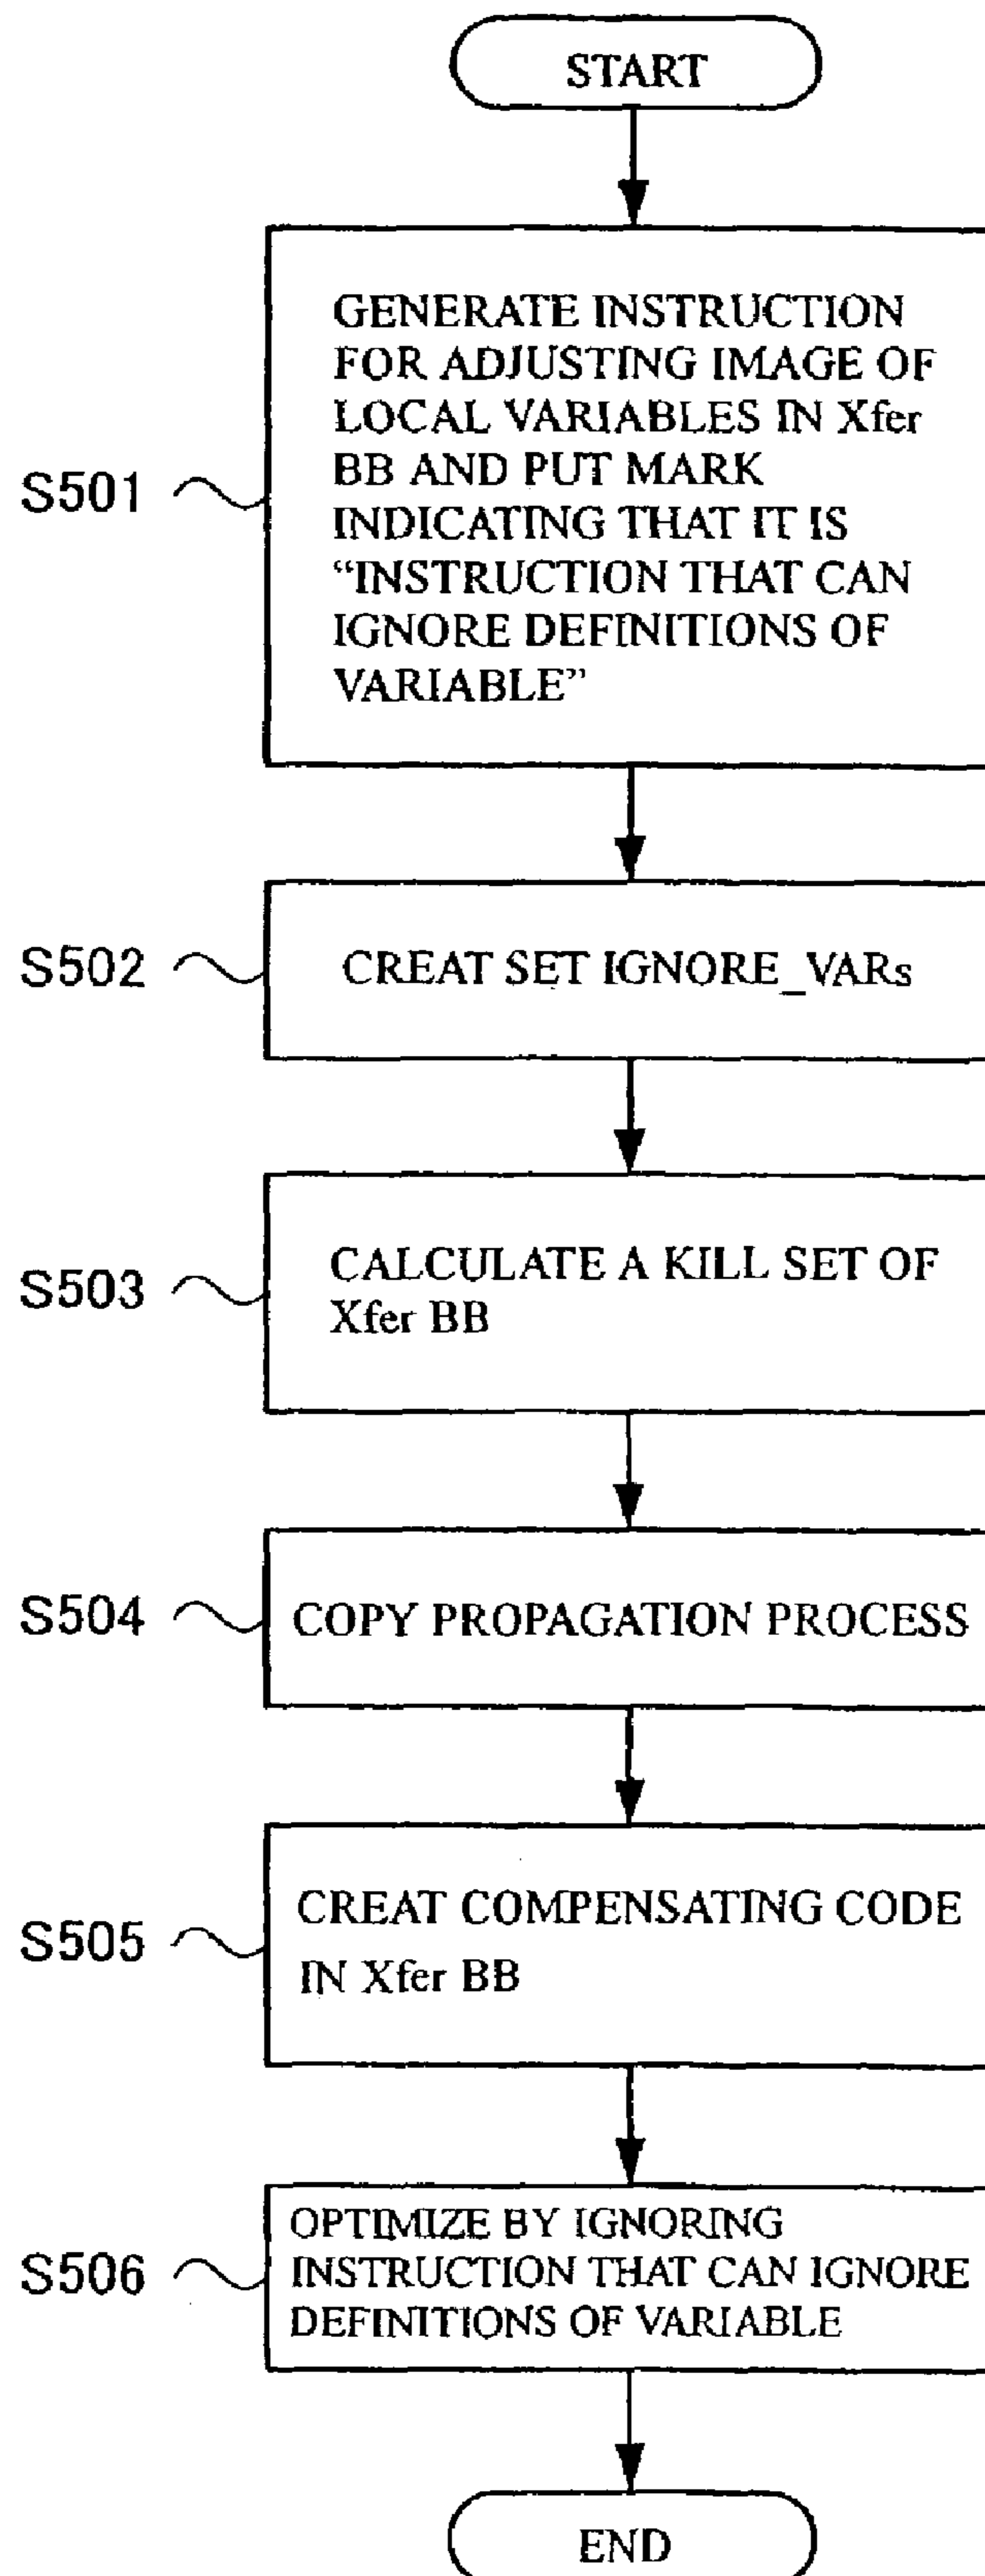 START
S501
GENERATE INSTRUCTION
FOR ADJUSTING IMAGE OF
LOCAL VARIABLES IN Xfer
BB AND PUT MARK
INDICATING THAT IT IS
“INSTRUCTION THAT CAN
IGNORE DEFINITIONS OF
VARIABLE”
S502
CREAT SET IGNORE_VARs
S503
CALCULATE A KILL SET OF
Xfer BB
S504
COPY PROPAGATION PROCESS
S505
CREAT COMPENSATING CODE
IN Xfer BB
S506
OPTIMIZE BY IGNORING
INSTRUCTION THAT CAN IGNORE
DEFINITIONS OF VARIABLE
END